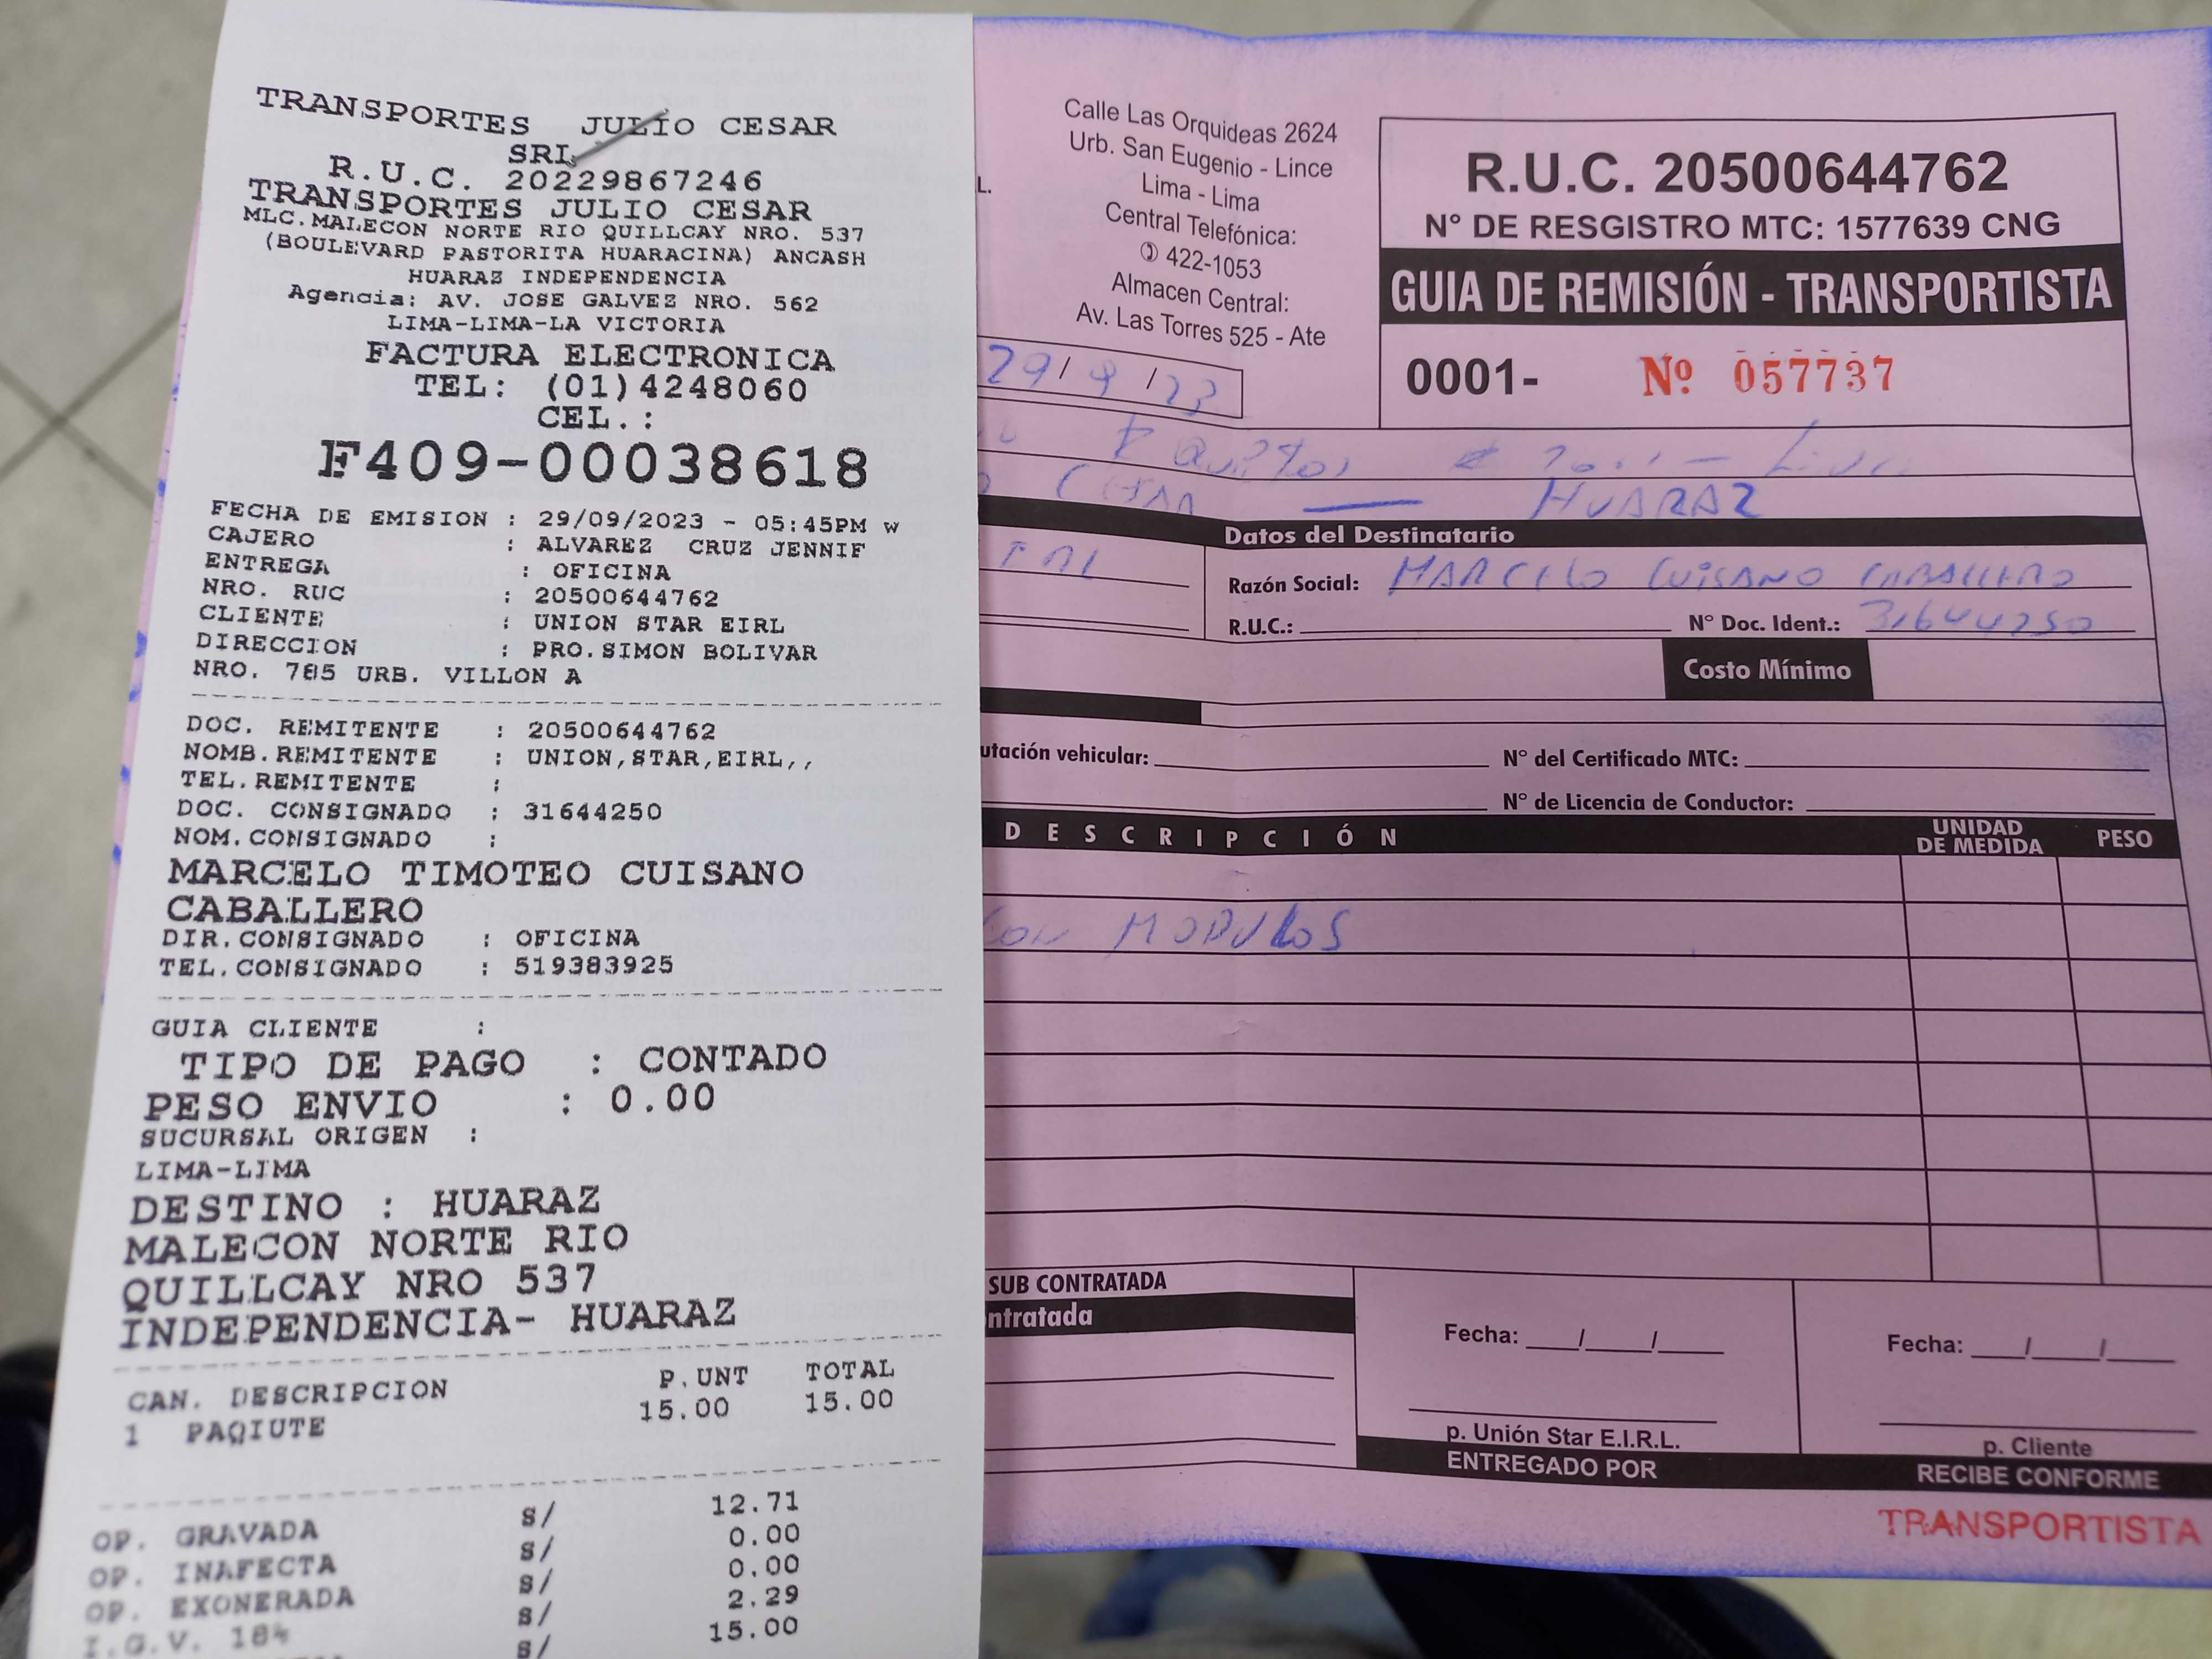 TRANSPORTES JULIO CESAR
SRL
R.U.C. 20229867246
TRANSPORTES JULIO CESAR
MLC.MALECON NORTE RIO QUILLCAY NRO. 537
(BOULEVARD PASTORITA HUARACINA) ANCASH
HUARAZ INDEPENDENCIA
Agencia: AV. JOSE GALVEZ NRO. 562
LIMA-LIMA-LA VICTORIA
FACTURA ELECTRONICA
TEL: (01)4248060
CEL.:
F409-00038618
FECHA DE EMISION : 29/09/2023 - 05:45PM w
CAJERO : ALVAREZ CRUZ JENNIF
ENTREGA : OFICINA
NRO. RUC : 20500644762
CLIENTE : UNION STAR EIRL
DIRECCION : PRO.SIMON BOLIVAR
NRO. 785 URB. VILLON A
DOC. REMITENTE : 20500644762
NOMB.REMITENTE : UNION,STAR,EIRL,,
TEL.REMITENTE :
DOC. CONSIGNADO : 31644250
NOM.CONSIGNADO :
MARCELO TIMOTEO CUISANO
CABALLERO
DIR.CONSIGNADO : OFICINA
TEL.CONSIGNADO : 519383925
GUIA CLIENTE :
TIPO DE PAGO : CONTADO
PESO ENVIO : 0.00
SUCURSAL ORIGEN :
LIMA-LIMA
DESTINO : HUARAZ
MALECON NORTE RIO
QUILLCAY NRO 537
INDEPENDENCIA- HUARAZ
CAN. DESCRIPCION P.UNT TOTAL
1 PAQIUTE 15.00 15.00
OP. GRAVADA S/ 12.71
OP. INAFECTA S/ 0.00
OP. EXONERADA S/ 0.00
I.G.V. 18% S/ 2.29
S/ 15.00
L.
Calle Las Orquideas 2624
Urb. San Eugenio - Lince
Lima - Lima
Central Telefónica:
422-1053
Almacen Central:
Av. Las Torres 525 - Ate
R.U.C. 20500644762
N° DE RESGISTRO MTC: 1577639 CNG
GUIA DE REMISIÓN - TRANSPORTISTA
0001- Nº 057737
29/9/23
HUARAZ
Datos del Destinatario
Razón Social: MARCELO CUISANO CABALLERO
R.U.C.: N° Doc. Ident.: 31644250
Costo Mínimo
utación vehicular: N° del Certificado MTC:
N° de Licencia de Conductor:
DESCRIPCIÓN UNIDAD DE MEDIDA PESO
CON MODULOS
SUB CONTRATADA
ntratada
Fecha: / /
p. Unión Star E.I.R.L.
ENTREGADO POR
Fecha: / /
p. Cliente
RECIBE CONFORME
TRANSPORTISTA